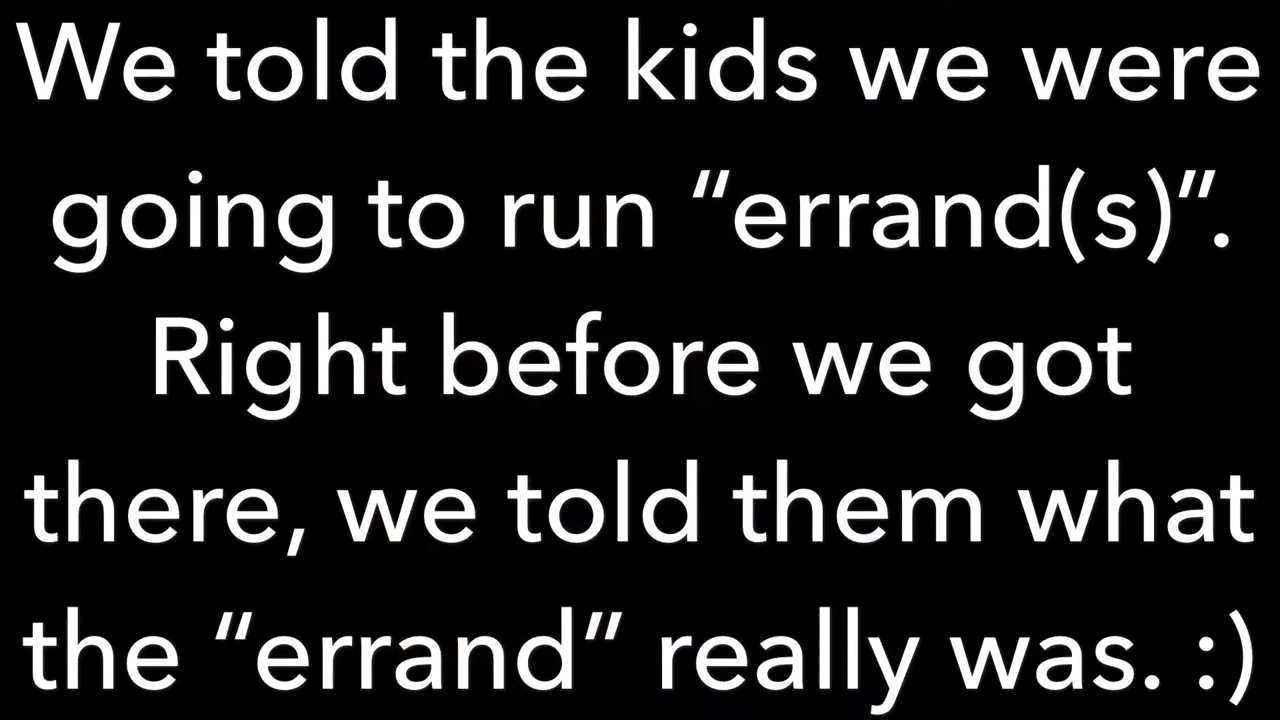 We told the kids we were
going to run “errand(s)”.
Right before we got
there, we told them what
the “errand” really was. :)